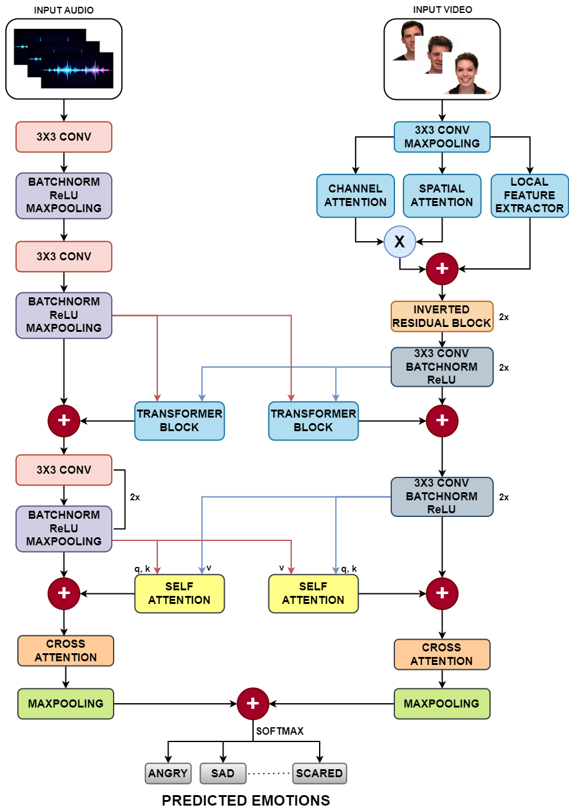 INPUT AUDIO
INPUT VIDEO
3X3 CONV
3X3 CONV
MAXPOOLING
BATCHNORM
ReLU
MAXPOOLING
CHANNEL
ATTENTION
SPATIAL
ATTENTION
LOCAL
FEATURE
EXTRACTOR
X
3X3 CONV
+
BATCHNORM
ReLU
MAXPOOLING
INVERTED
RESIDUAL BLOCK
2x
3X3 CONV
BATCHNORM
ReLU
2x
+
TRANSFORMER
BLOCK
TRANSFORMER
BLOCK
+
3X3 CONV
2x
BATCHNORM
ReLU
MAXPOOLING
3X3 CONV
BATCHNORM
ReLU
2x
q, k
v
v
q, k
+
SELF
ATTENTION
SELF
ATTENTION
+
CROSS
ATTENTION
CROSS
ATTENTION
MAXPOOLING
+
MAXPOOLING
SOFTMAX
ANGRY
SAD
SCARED
PREDICTED EMOTIONS